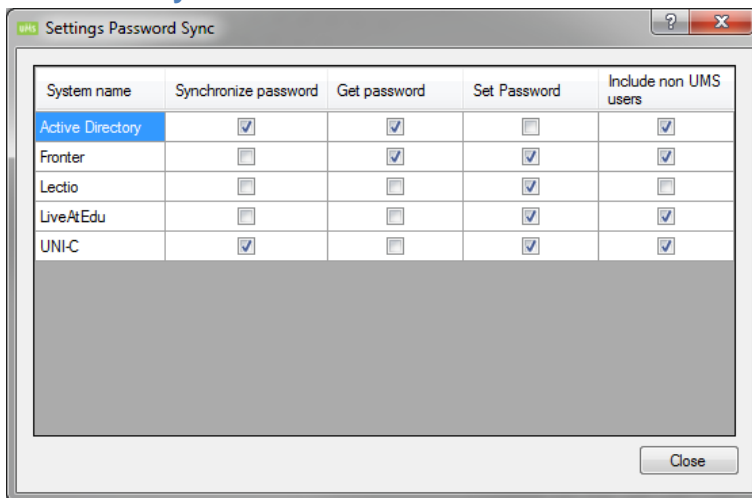 uMS Settings Password Sync
System name Synchronize password Get password Set Password Include non UMS users
Active Directory
Fronter
Lectio
LiveAtEdu
UNI-C
Close